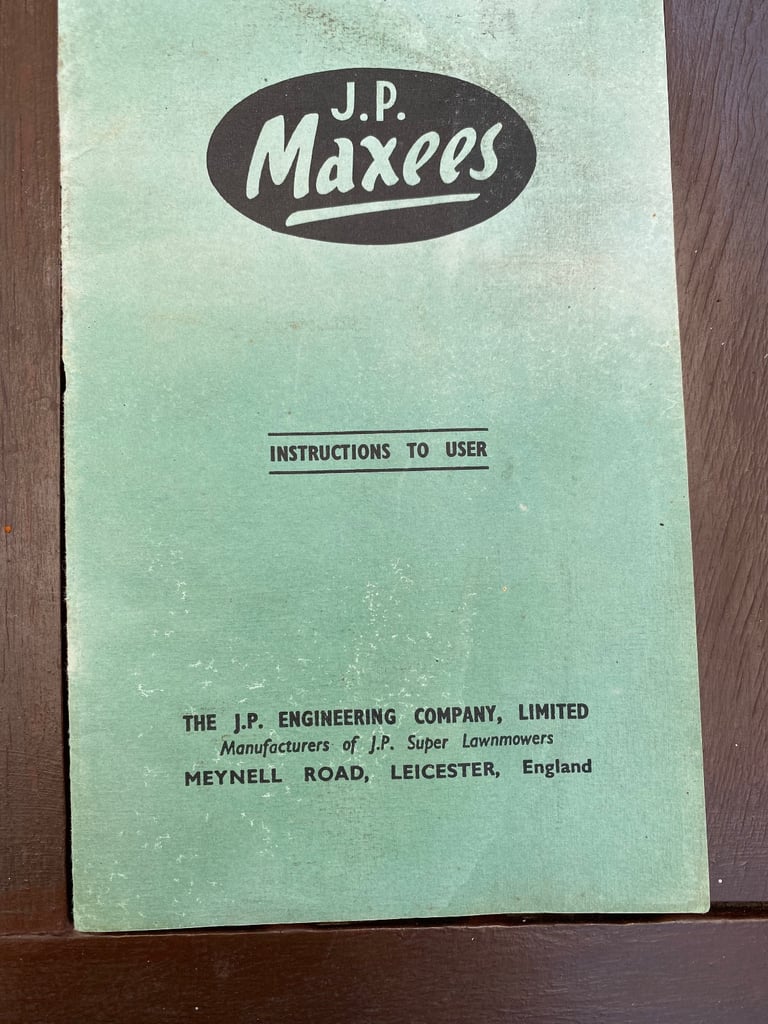 J.P.
Maxees
INSTRUCTIONS TO USER
THE J.P. ENGINEERING COMPANY, LIMITED
Manufacturers of J.P. Super Lawnmowers
MEYNELL ROAD, LEICESTER, England